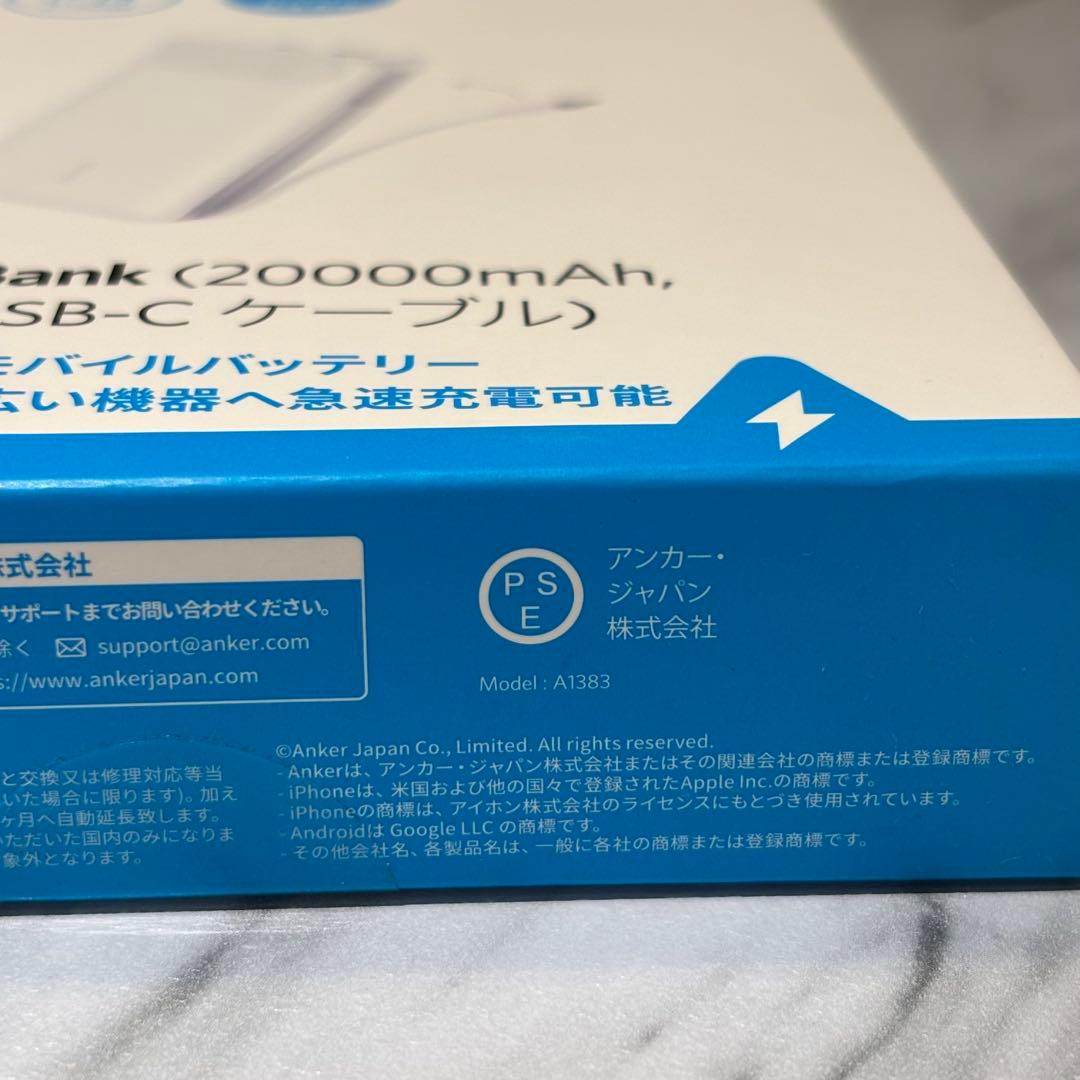 Bank (20000mAh,
SB-C ケーブル)
モバイルバッテリー
広い機器へ急速充電可能
株式会社
サポートまでお問い合わせください。
除く support@anker.com
s://www.ankerjapan.com
PSE
アンカー・
ジャパン
株式会社
Model : A1383
と交換又は修理対応等当
いた場合に限ります)。加え
ヶ月へ自動延長致します。
いただいた国内のみになりま
象外となります。
©Anker Japan Co., Limited. All rights reserved.
- Ankerは、アンカー・ジャパン株式会社またはその関連会社の商標または登録商標です。
- iPhoneは、米国および他の国々で登録されたApple Inc.の商標です。
- iPhoneの商標は、アイホン株式会社のライセンスにもとづき使用されています。
- Androidは Google LLC の商標です。
- その他会社名、各製品名は、一般に各社の商標または登録商標です。